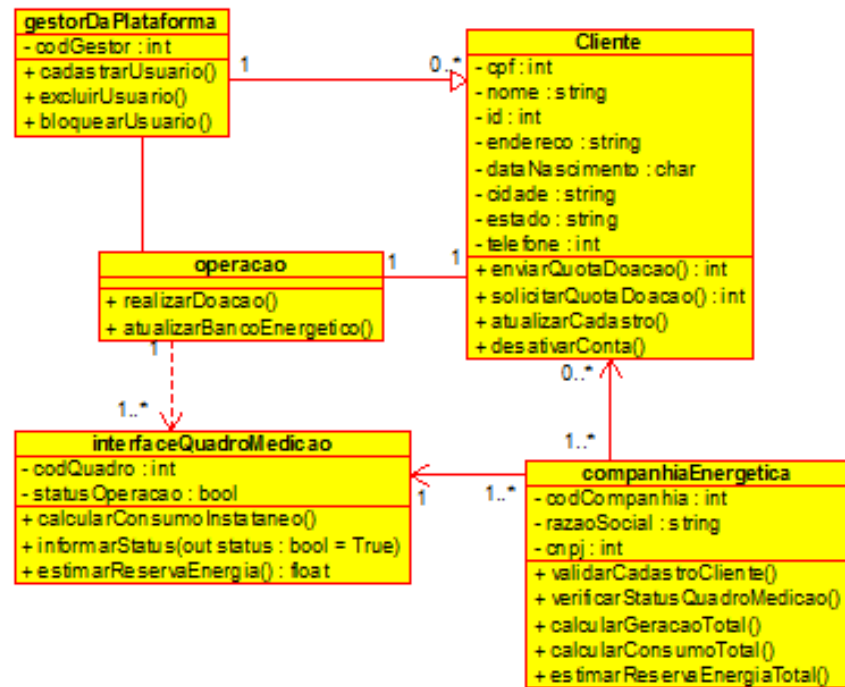 gestorDaPlataforma
- codGestor : int
+ cadastrarUsuario()
+ excluirUsuario()
+ bloquearUsuario()
1
0..*
Cliente
- cpf : int
- nome : string
- id : int
- endereco : string
- dataNascimento : char
- cidade : string
- estado : string
- telefone : int
+ enviarQuotaDoacao() : int
+ solicitarQuotaDoacao() : int
+ atualizarCadastro()
+ desativarConta()
operacao
+ realizarDoacao()
+ atualizarBancoEnergetico()
1
1
1
1..*
0..*
1..*
interfaceQuadroMedicao
- codQuadro : int
- statusOperacao : bool
+ calcularConsumoInstataneo()
+ informarStatus(out status : bool = True)
+ estimarReservaEnergia() : float
1
1..*
companhiaEnergetica
- codCompanhia : int
- razaoSocial : string
- cnpj : int
+ validarCadastroCliente()
+ verificarStatusQuadroMedicao()
+ calcularGeracaoTotal()
+ calcularConsumoTotal()
+ estimarReservaEnergiaTotal()